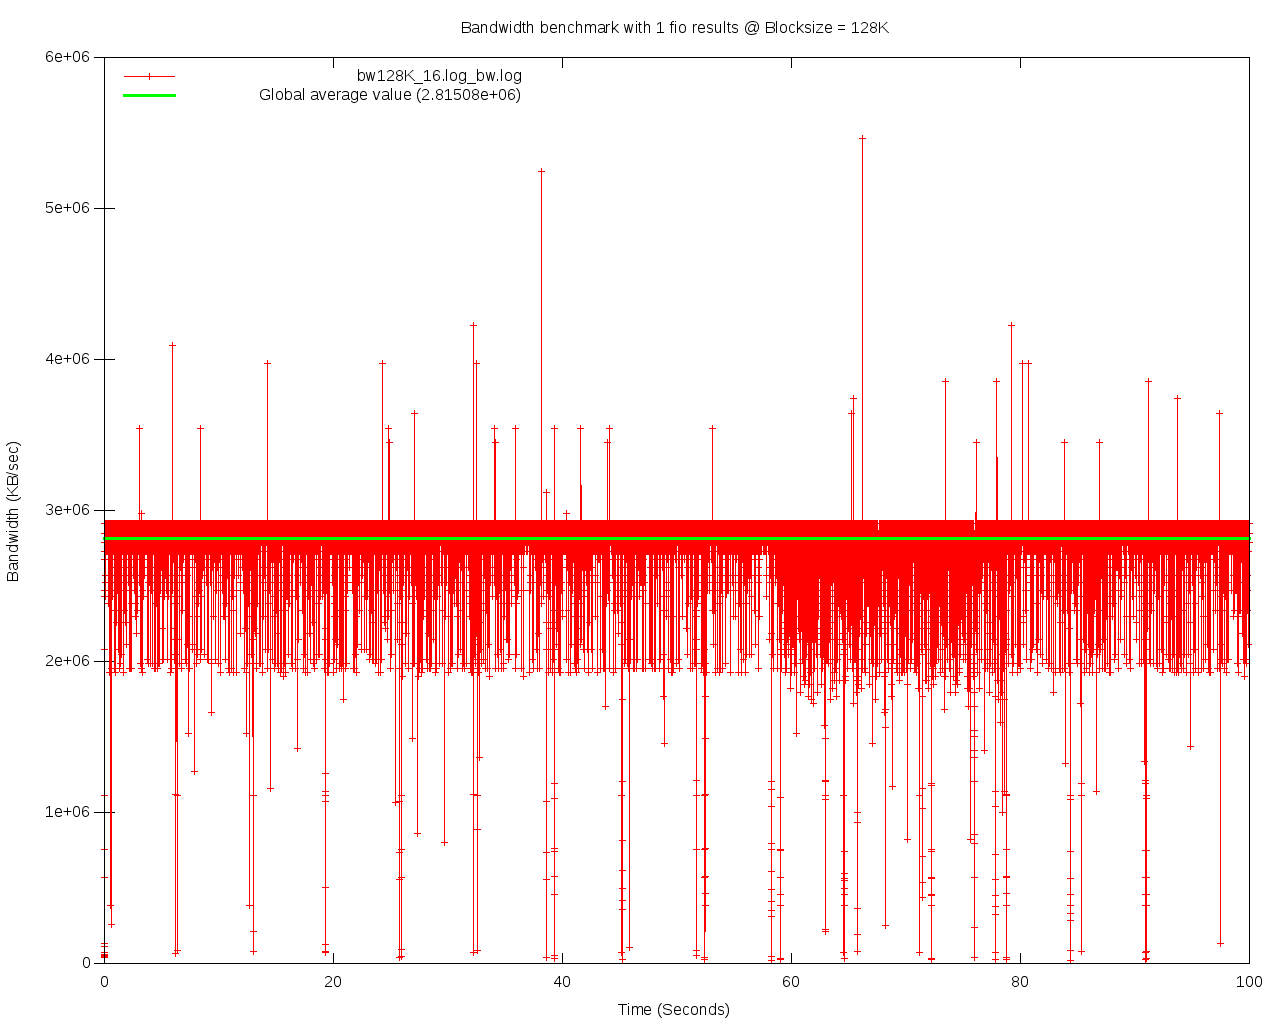 Bandwidth benchmark with 1 fio results @ Blocksize = 128K
6e+06
bw128K_16.log_bw.log
Global average value (2.81508e+06)
5e+06
4e+06
3e+06
2e+06
1e+06
0
Bandwidth (KB/sec)
0 20 40 60 80 100
Time (Seconds)